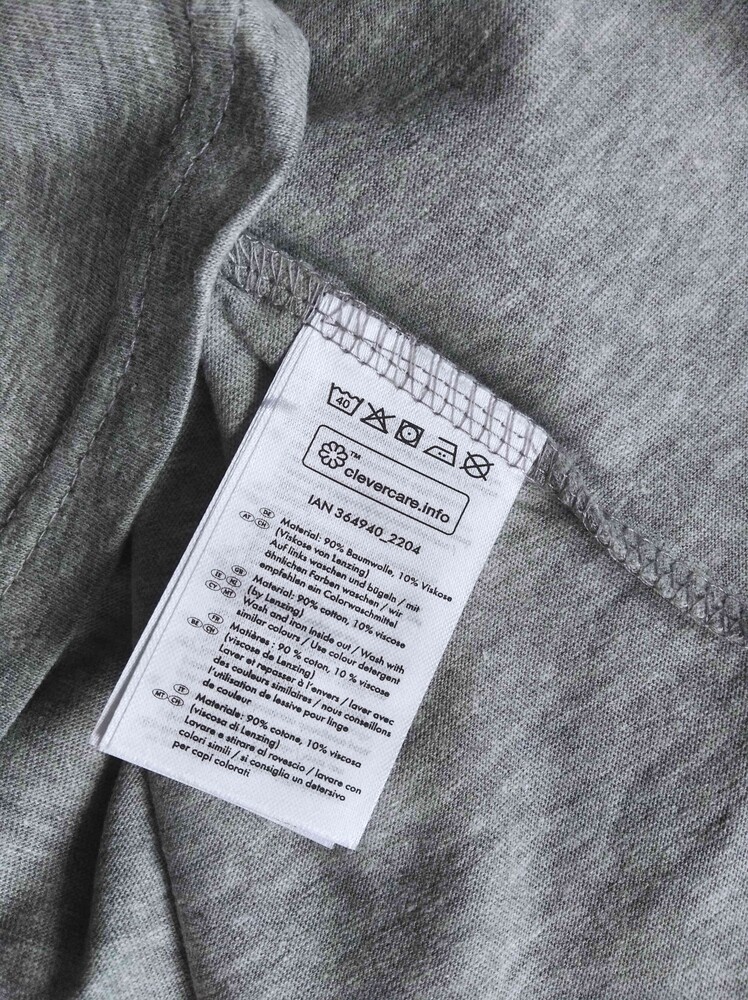 40
™
clevercare.info
IAN 364940_2204
DE
AT CH
Material: 90% Baumwolle, 10% Viskose
(Viskose von Lenzing)
Auf links waschen und bügeln / mit
ähnlichen Farben waschen / wir
empfehlen ein Colorwaschmittel
GB
IE NL
CY MT
Material: 90% cotton, 10% viscose
(by Lenzing)
Wash and iron inside out / Wash with
similar colours / Use colour detergent
FR
BE CH
Matières : 90 % coton, 10 % viscose
(viscose de Lenzing)
Laver et repasser à l'envers / laver avec
des couleurs similaires / nous conseillons
l'utilisation de lessive pour linge
de couleur
IT
MT CH
Materiale: 90% cotone, 10% viscosa
(viscosa di Lenzing)
Lavare e stirare al rovescio / lavare con
colori simili / si consiglia un detersivo
per capi colorati